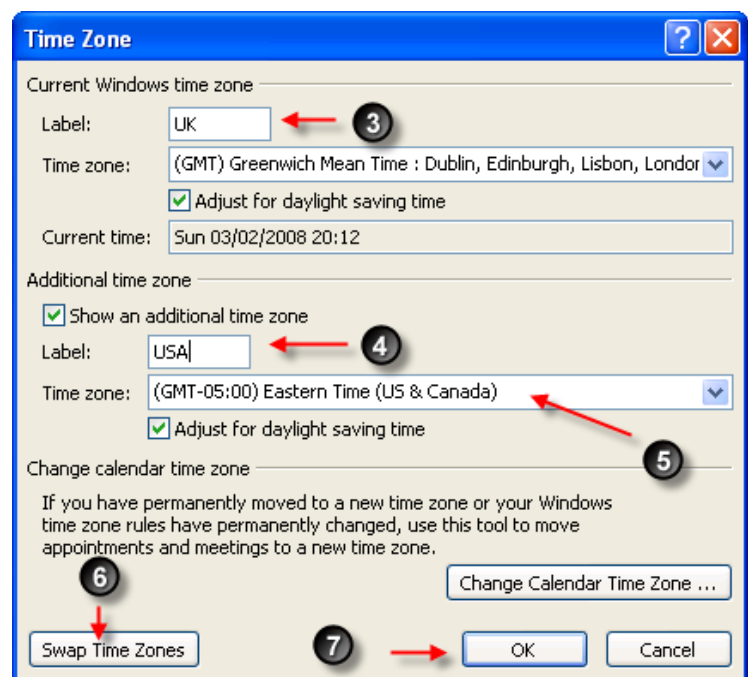 Time Zone ?
Current Windows time zone
Label: UK 3
Time zone: (GMT) Greenwich Mean Time : Dublin, Edinburgh, Lisbon, Londor
Adjust for daylight saving time
Current time: Sun 03/02/2008 20:12
Additional time zone
Show an additional time zone
Label: USA 4
Time zone: (GMT-05:00) Eastern Time (US & Canada)
Adjust for daylight saving time
5
Change calendar time zone
If you have permanently moved to a new time zone or your Windows
time zone rules have permanently changed, use this tool to move
appointments and meetings to a new time zone.
6
Change Calendar Time Zone ...
Swap Time Zones 7 OK Cancel